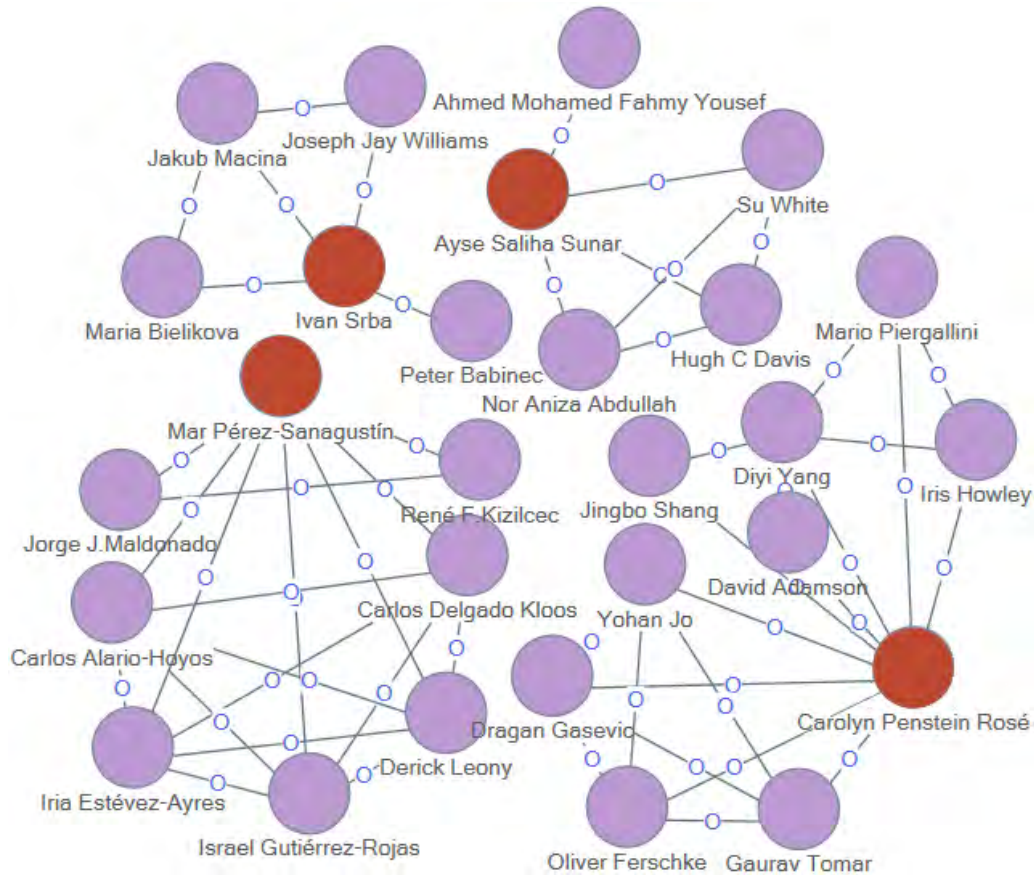 Ahmed Mohamed Fahmy Yousef
Joseph Jay Williams
Jakub Macina
Su White
Ayse Saliha Sunar
Maria Bielikova
Ivan Srba
Mario Piergallini
Hugh C Davis
Peter Babinec
Nor Aniza Abdullah
Mar Pérez-Sanagustín
Diyi Yang
Iris Howley
René F.Kizilcec
Jingbo Shang
Jorge J.Maldonado
David Adamson
Carlos Delgado Kloos
Yohan Jo
Carlos Alario-Hoyos
Dragan Gasevic
Carolyn Penstein Rosé
Derick Leony
Iria Estévez-Ayres
Israel Gutiérrez-Rojas
Oliver Ferschke
Gaurav Tomar